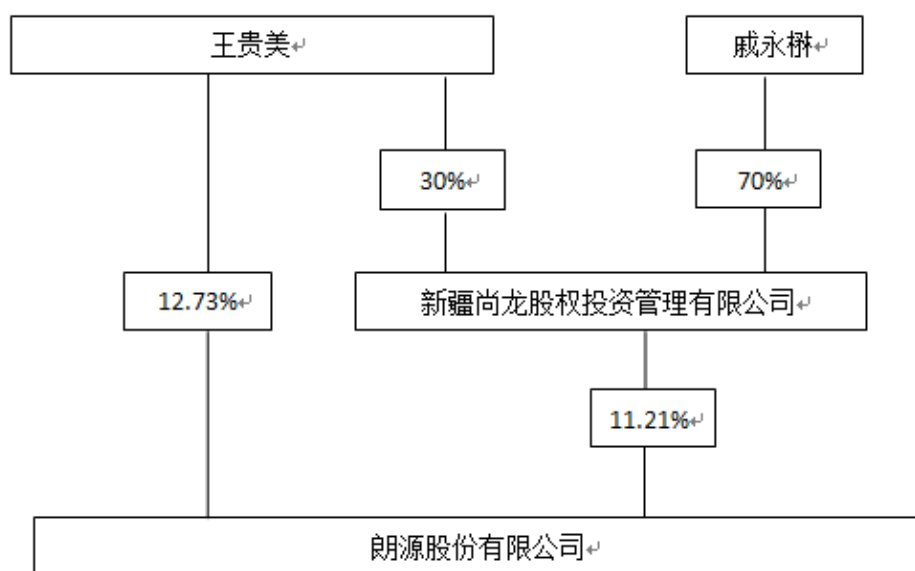 王贵美
戚永楙
30%
70%
12.73%
新疆尚龙股权投资管理有限公司
11.21%
朗源股份有限公司